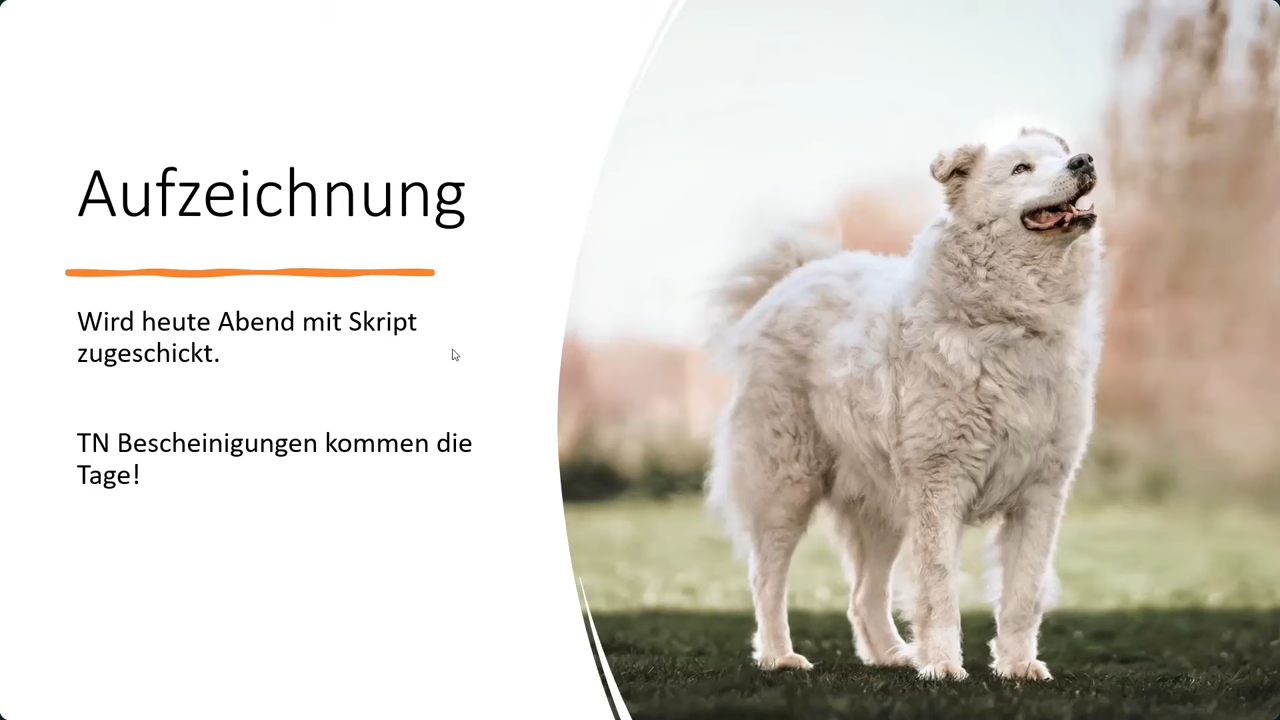 Aufzeichnung
Wird heute Abend mit Skript
zugeschickt.
TN Bescheinigungen kommen die
Tage!